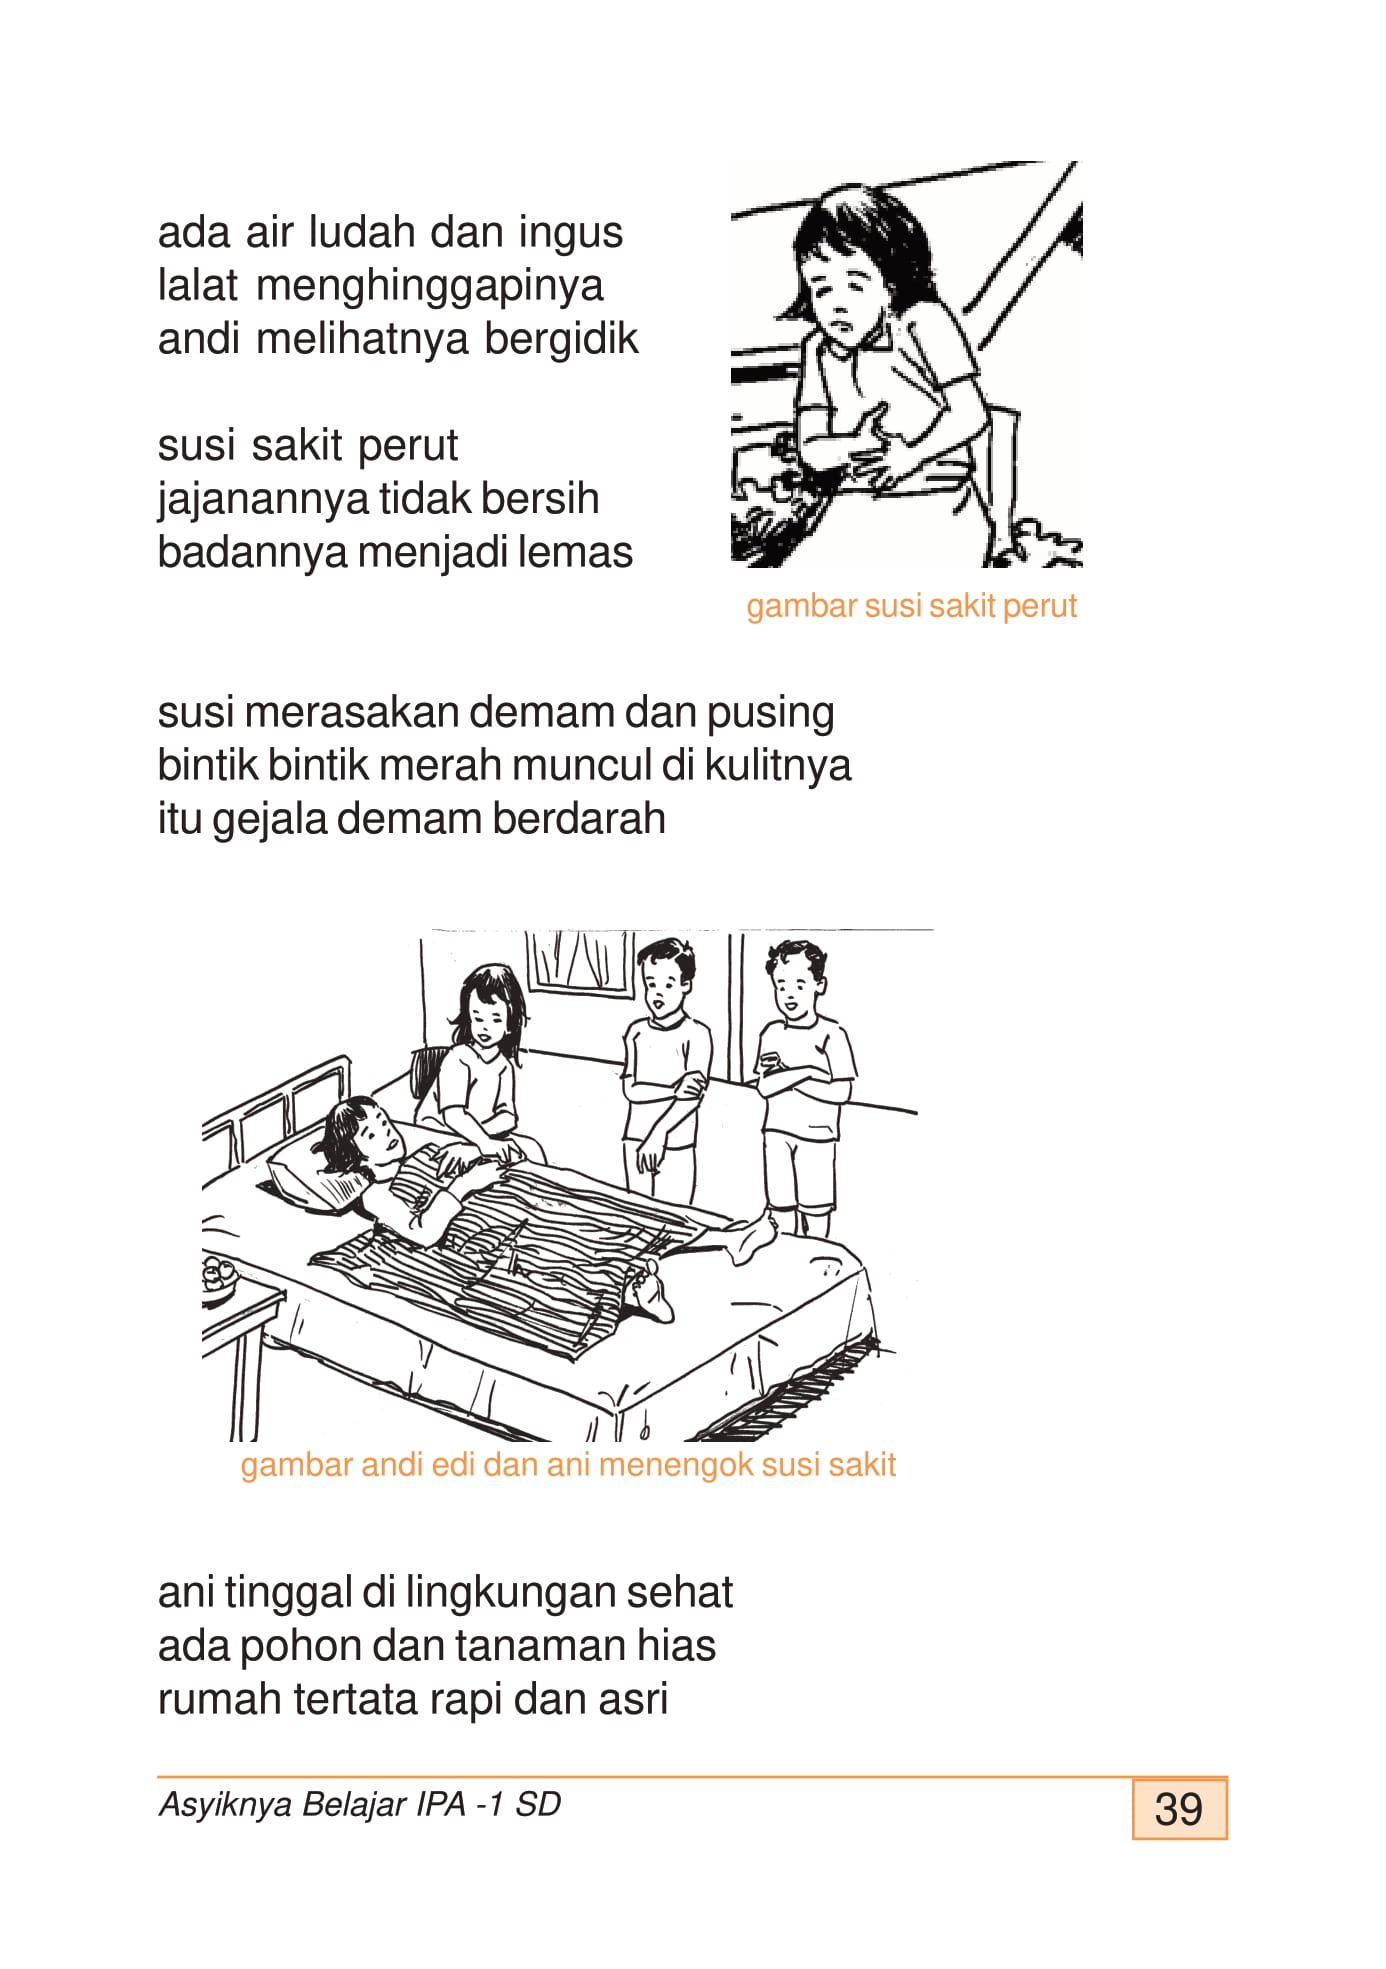 ada air ludah dan ingus
lalat menghinggapinya
andi melihatnya bergidik
susi sakit perut
jajanannya tidak bersih
badannya menjadi lemas
gambar susi sakit perut
susi merasakan demam dan pusing
bintik bintik merah muncul di kulitnya
itu gejala demam berdarah
gambar andi edi dan ani menengok susi sakit
ani tinggal di lingkungan sehat
ada pohon dan tanaman hias
rumah tertata rapi dan asri
Asyiknya Belajar IPA -1 SD
39